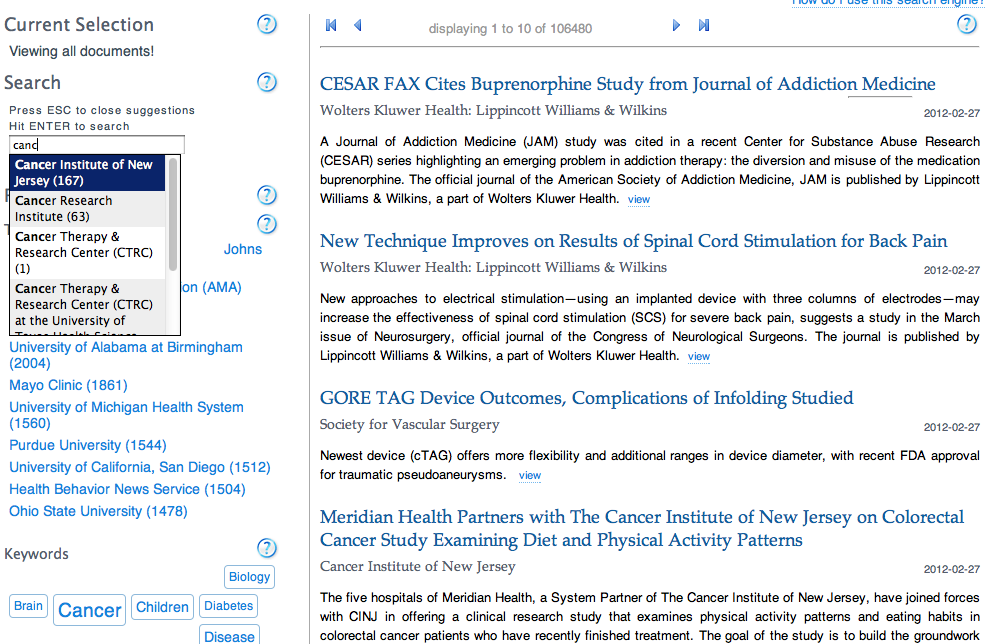 How do I use this search engine?
Current Selection
Viewing all documents!
Search
Press ESC to close suggestions
Hit ENTER to search
canc
Cancer Institute of New
Jersey (167)
Cancer Research
Institute (63)
Cancer Therapy &
Research Center (CTRC)
(1)
Cancer Therapy &
Research Center (CTRC)
at the University of
Texas Health Science
Johns
on (AMA)
University of Alabama at Birmingham
(2004)
Mayo Clinic (1861)
University of Michigan Health System
(1560)
Purdue University (1544)
University of California, San Diego (1512)
Health Behavior News Service (1504)
Ohio State University (1478)
Keywords
Biology
Brain Cancer Children Diabetes
Disease
displaying 1 to 10 of 106480
CESAR FAX Cites Buprenorphine Study from Journal of Addiction Medicine
Wolters Kluwer Health: Lippincott Williams & Wilkins
2012-02-27
A Journal of Addiction Medicine (JAM) study was cited in a recent Center for Substance Abuse Research
(CESAR) series highlighting an emerging problem in addiction therapy: the diversion and misuse of the medication
buprenorphine. The official journal of the American Society of Addiction Medicine, JAM is published by Lippincott
Williams & Wilkins, a part of Wolters Kluwer Health. view
New Technique Improves on Results of Spinal Cord Stimulation for Back Pain
Wolters Kluwer Health: Lippincott Williams & Wilkins
2012-02-27
New approaches to electrical stimulation—using an implanted device with three columns of electrodes—may
increase the effectiveness of spinal cord stimulation (SCS) for severe back pain, suggests a study in the March
issue of Neurosurgery, official journal of the Congress of Neurological Surgeons. The journal is published by
Lippincott Williams & Wilkins, a part of Wolters Kluwer Health. view
GORE TAG Device Outcomes, Complications of Infolding Studied
Society for Vascular Surgery
2012-02-27
Newest device (cTAG) offers more flexibility and additional ranges in device diameter, with recent FDA approval
for traumatic pseudoaneurysms. view
Meridian Health Partners with The Cancer Institute of New Jersey on Colorectal
Cancer Study Examining Diet and Physical Activity Patterns
Cancer Institute of New Jersey
2012-02-27
The five hospitals of Meridian Health, a System Partner of The Cancer Institute of New Jersey, have joined forces
with CINJ in offering a clinical research study that examines physical activity patterns and eating habits in
colorectal cancer patients who have recently finished treatment. The goal of the study is to build the groundwork